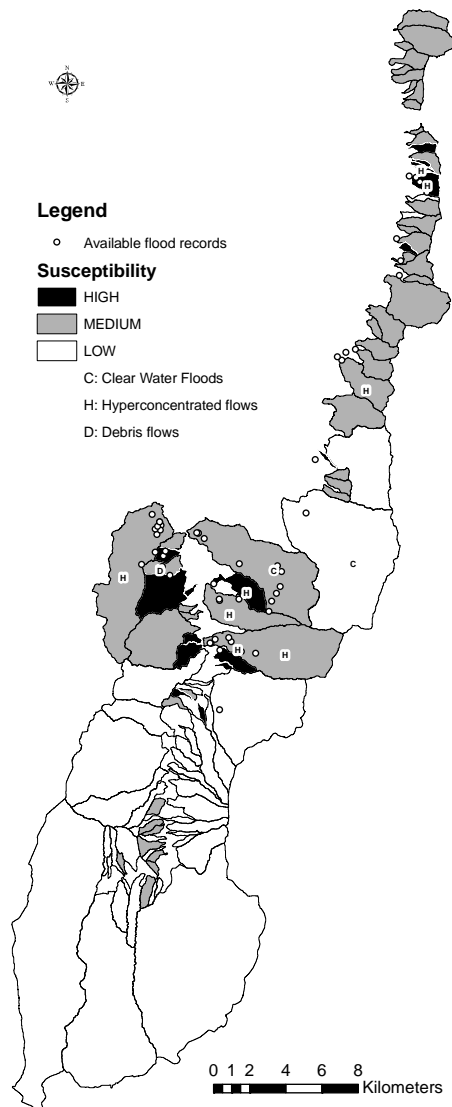 N
W E
S
Legend
Available flood records
Susceptibility
HIGH
MEDIUM
LOW
C: Clear Water Floods
H: Hyperconcentrated flows
D: Debris flows
H
H
H
C
C
D
H
H
H
H
H
0 1 2 4 6 8
Kilometers